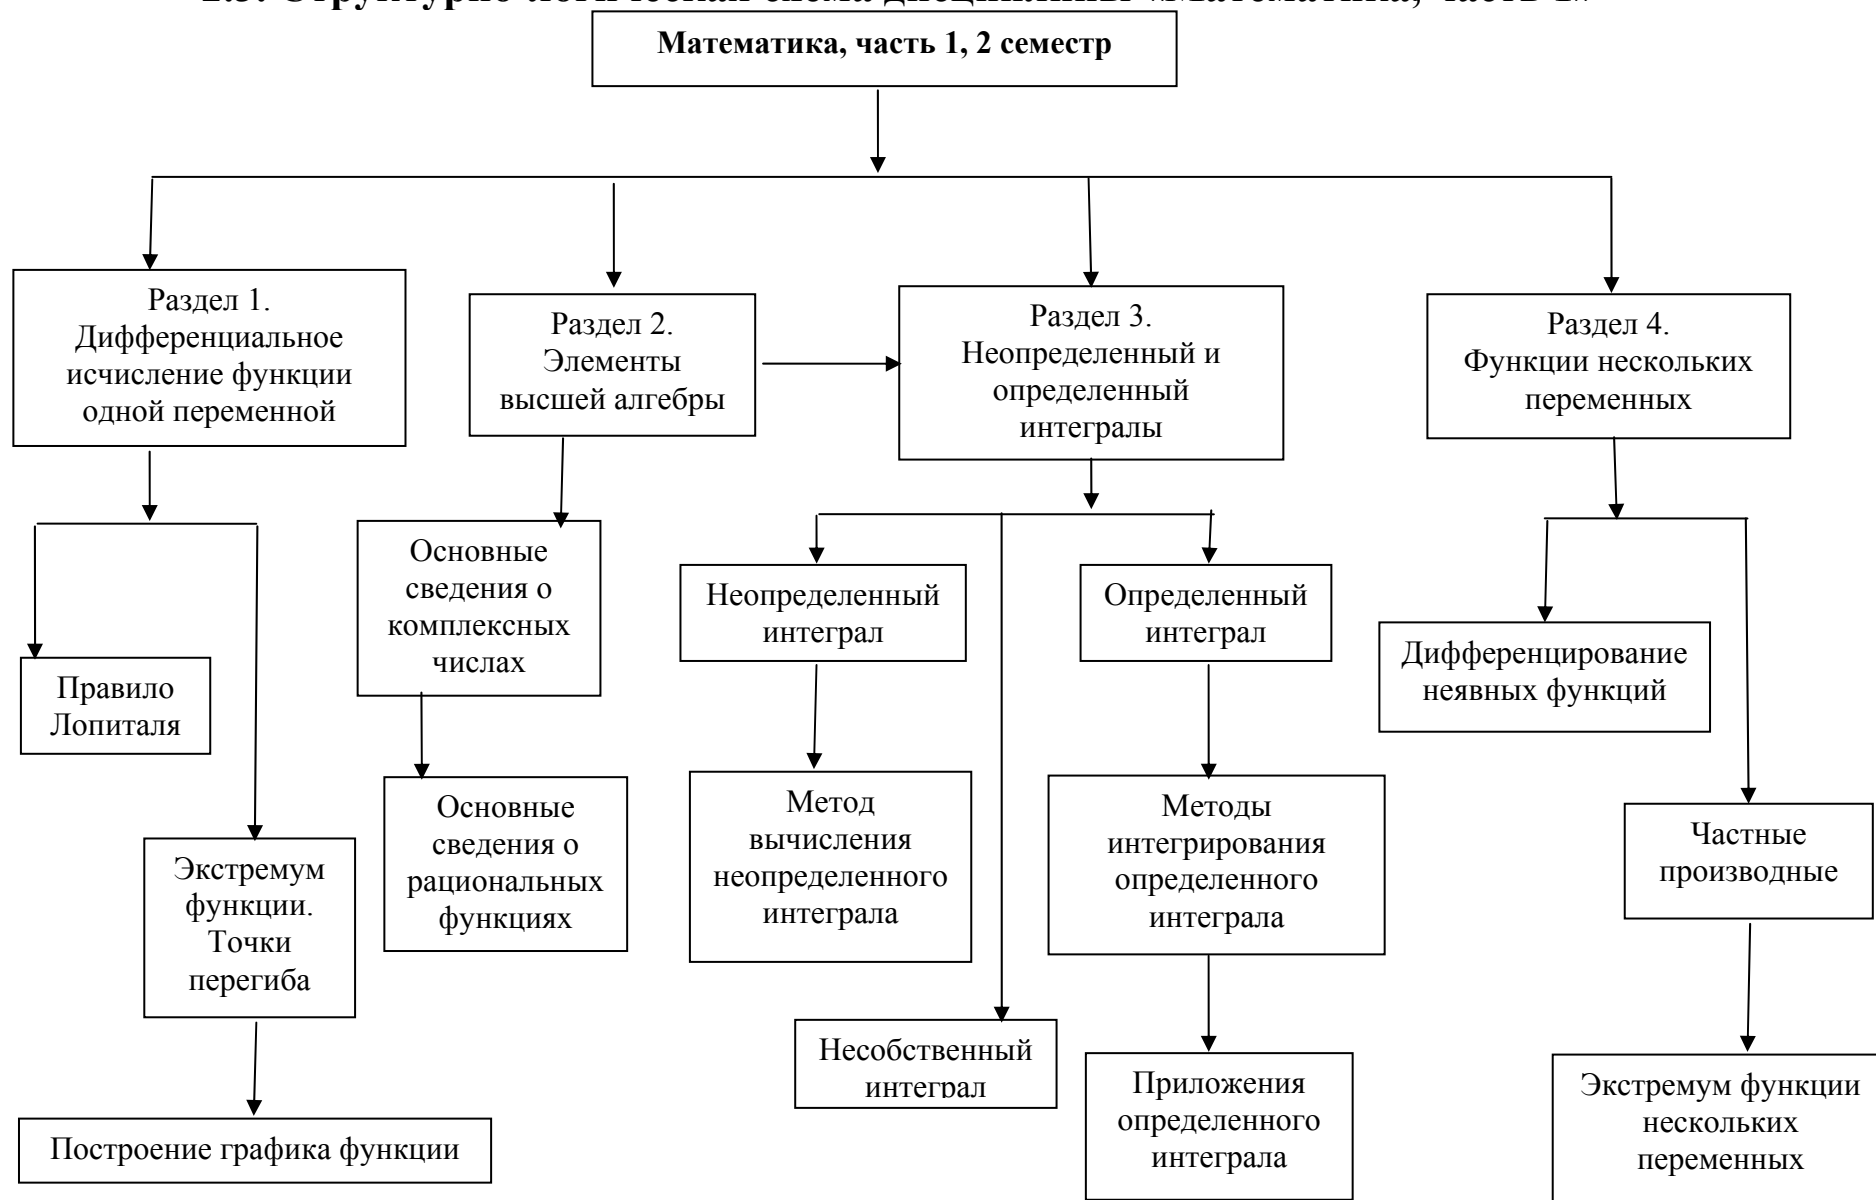 Математика, часть 1, 2 семестр
Раздел 1.
Дифференциальное
исчисление функции
одной переменной
Раздел 2.
Элементы
высшей алгебры
Раздел 3.
Неопределенный и
определенный
интегралы
Раздел 4.
Функции нескольких
переменных
Правило
Лопиталя
Экстремум
функции.
Точки
перегиба
Построение графика функции
Основные
сведения о
комплексных
числах
Основные
сведения о
рациональных
функциях
Неопределенный
интеграл
Метод
вычисления
неопределенного
интеграла
Несобственный
интеграл
Определенный
интеграл
Методы
интегрирования
определенного
интеграла
Приложения
определенного
интеграла
Дифференцирование
неявных функций
Частные
производные
Экстремум функции
нескольких
переменных